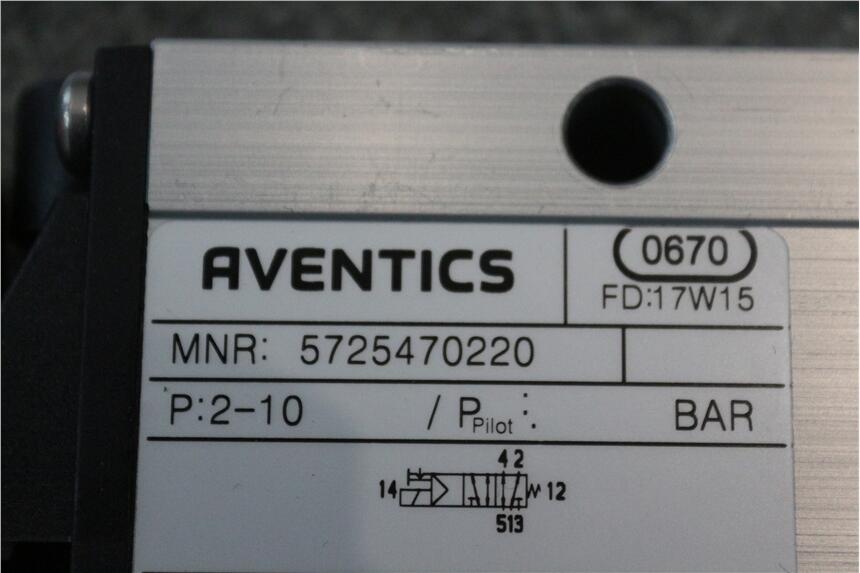 AVENTICS
0670
FD:17W15
MNR: 5725470220
P:2-10 / PPilot : BAR
4 2
14 12
513